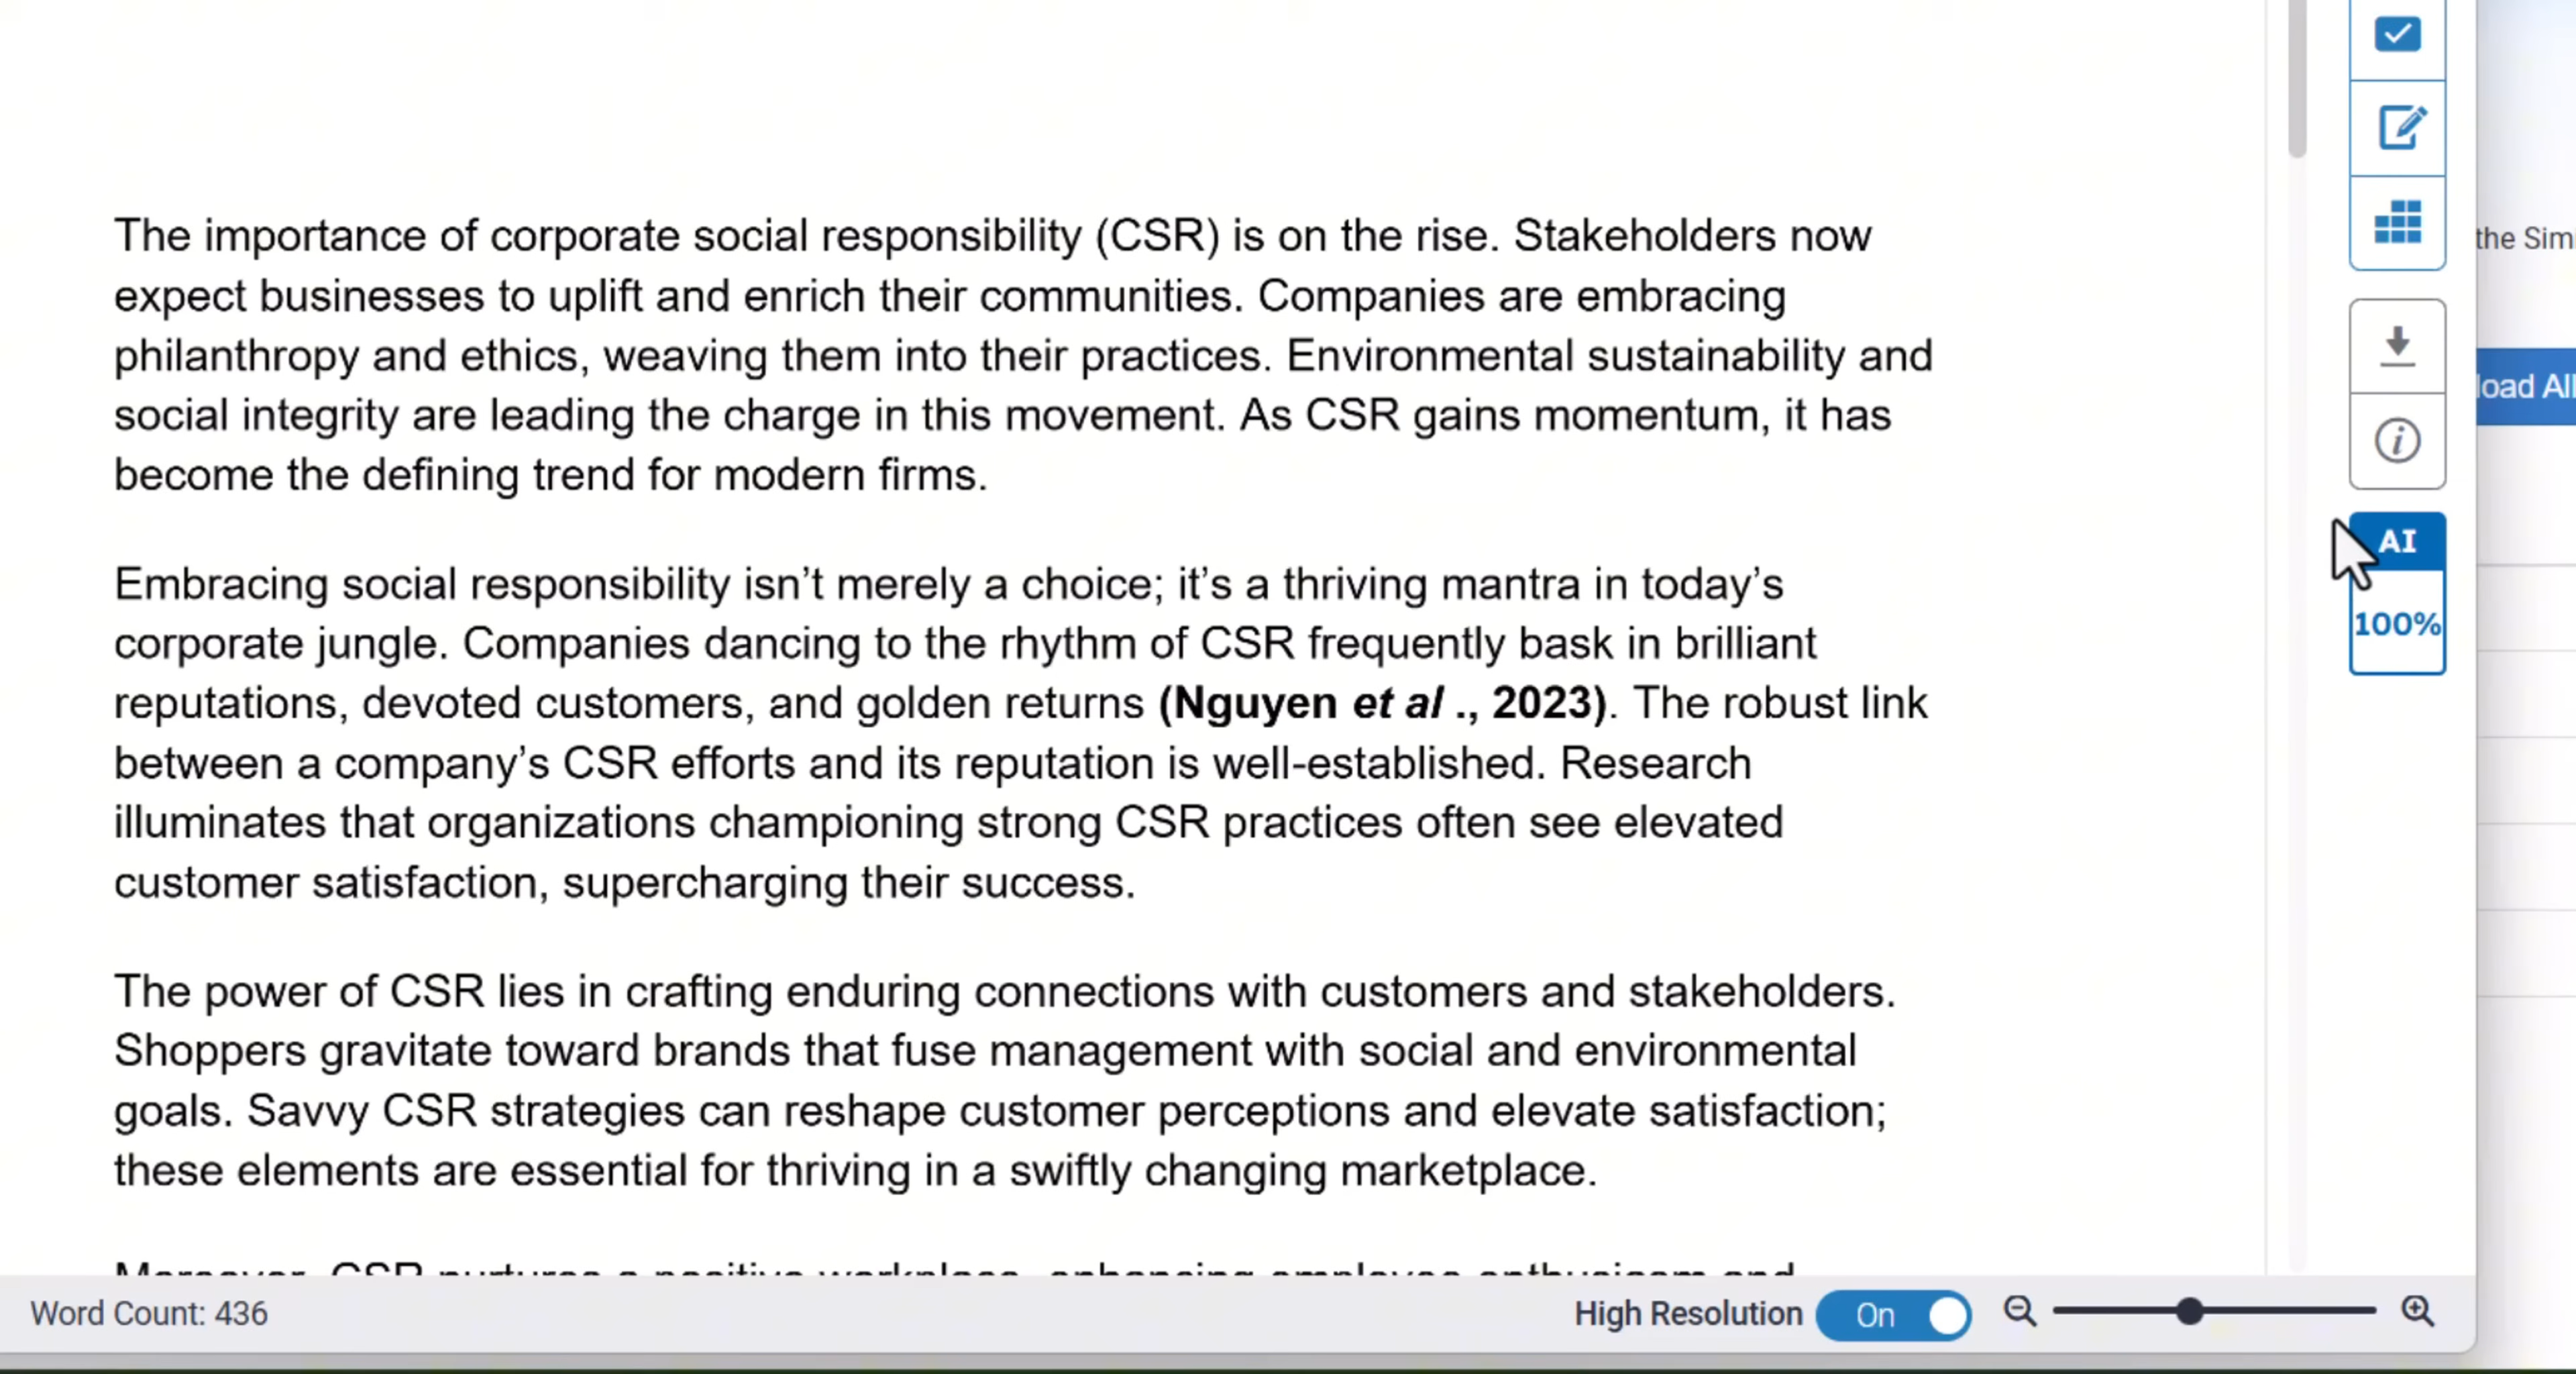 The importance of corporate social responsibility (CSR) is on the rise. Stakeholders now
expect businesses to uplift and enrich their communities. Companies are embracing
philanthropy and ethics, weaving them into their practices. Environmental sustainability and
social integrity are leading the charge in this movement. As CSR gains momentum, it has
become the defining trend for modern firms.
Embracing social responsibility isn’t merely a choice; it’s a thriving mantra in today’s
corporate jungle. Companies dancing to the rhythm of CSR frequently bask in brilliant
reputations, devoted customers, and golden returns (Nguyen et al ., 2023). The robust link
between a company’s CSR efforts and its reputation is well-established. Research
illuminates that organizations championing strong CSR practices often see elevated
customer satisfaction, supercharging their success.
The power of CSR lies in crafting enduring connections with customers and stakeholders.
Shoppers gravitate toward brands that fuse management with social and environmental
goals. Savvy CSR strategies can reshape customer perceptions and elevate satisfaction;
these elements are essential for thriving in a swiftly changing marketplace.
Moreover, CSR nurtures a positive workplace, enhancing employee enthusiasm and
Word Count: 436
High Resolution On
AI
100%
the Sim
load All